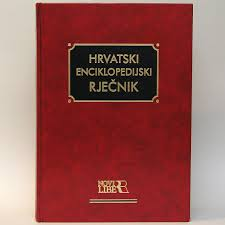 HRVATSKI
ENCIKLOPEDIJSKI
RJEČNIK
NOVI
LIBER